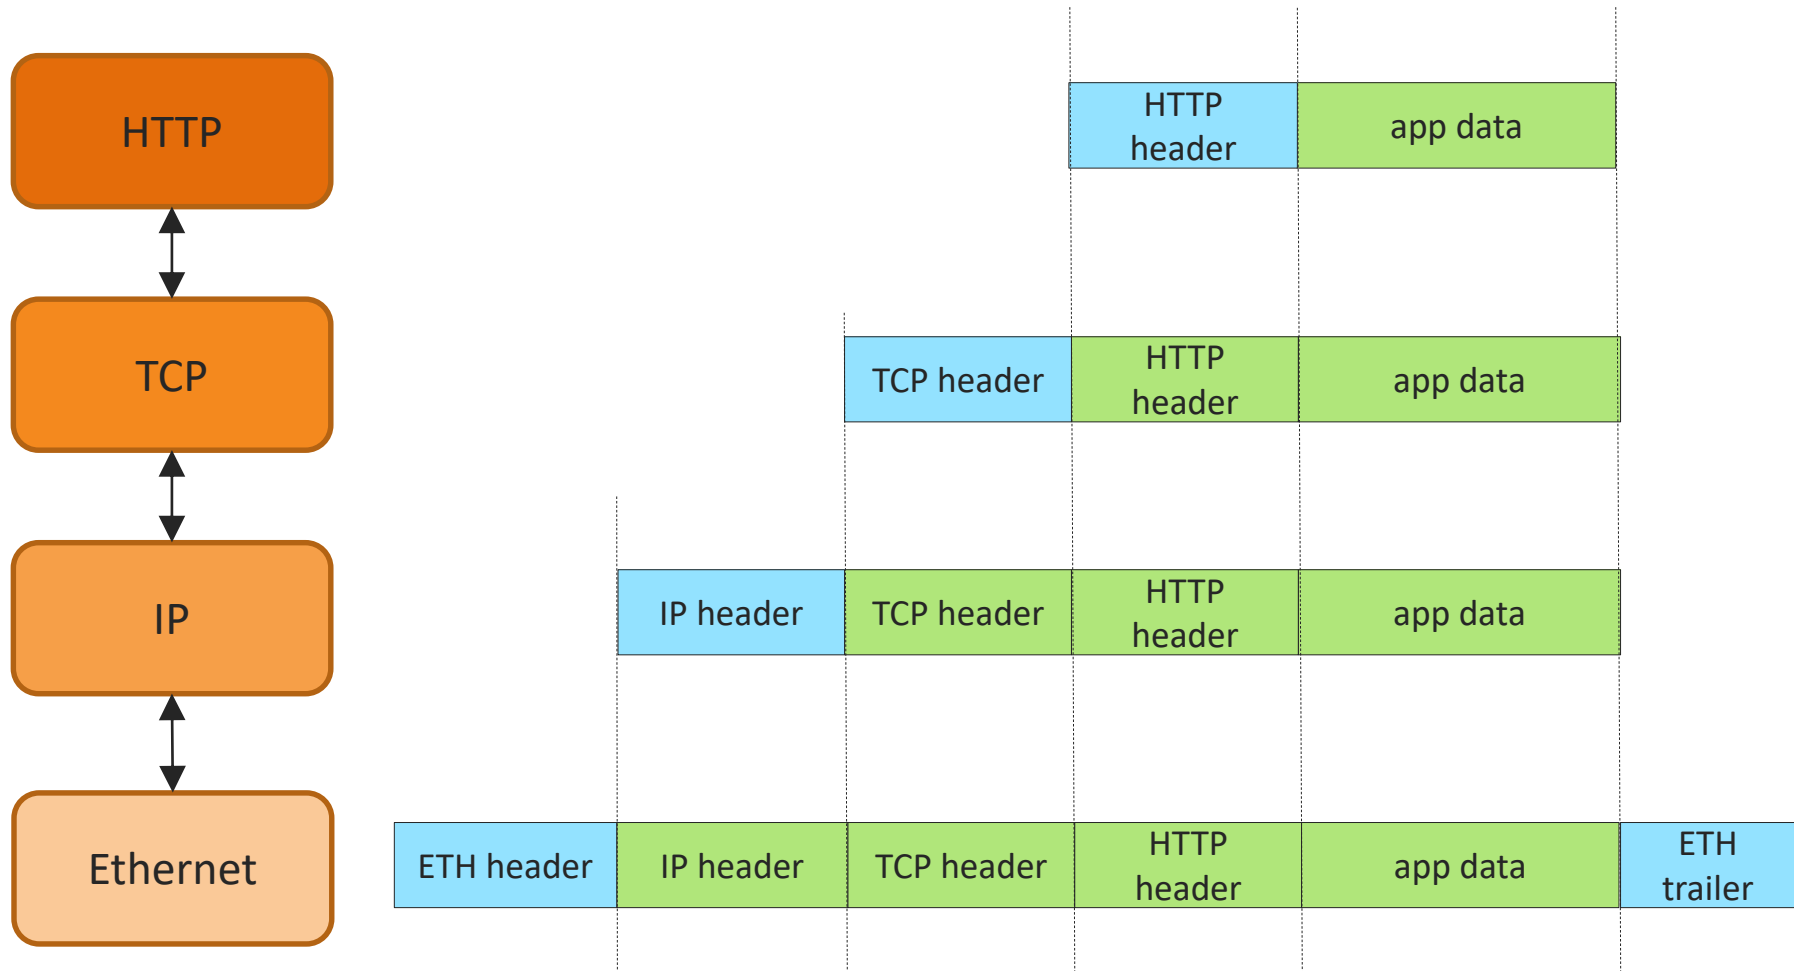 HTTP
HTTP
header
app data
TCP
TCP header
HTTP
header
app data
IP
IP header
TCP header
HTTP
header
app data
Ethernet
ETH header
IP header
TCP header
HTTP
header
app data
ETH
trailer